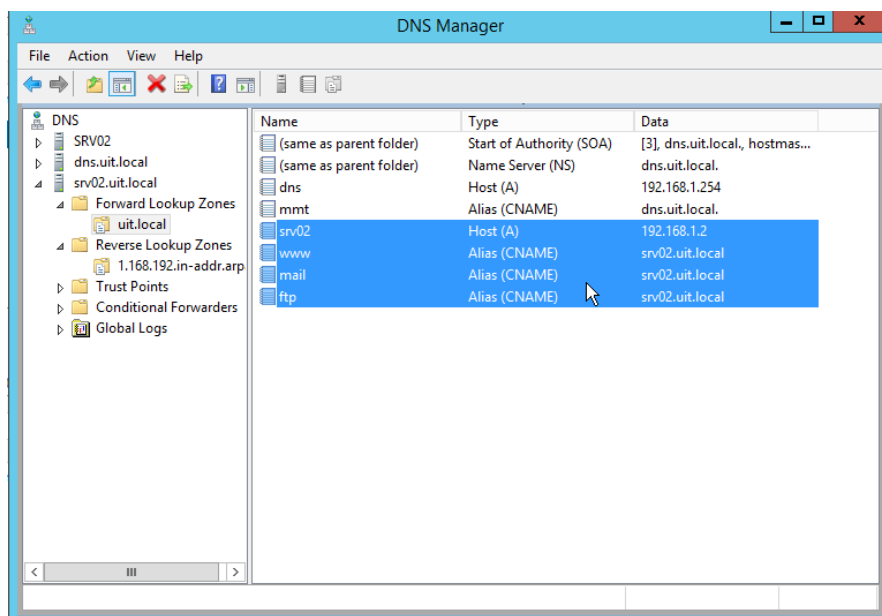 DNS Manager
File Action View Help
DNS
SRV02
dns.uit.local
srv02.uit.local
Forward Lookup Zones
uit.local
Reverse Lookup Zones
1.168.192.in-addr.arp
Trust Points
Conditional Forwarders
Global Logs
Name Type Data
(same as parent folder) Start of Authority (SOA) [3], dns.uit.local., hostmas...
(same as parent folder) Name Server (NS) dns.uit.local.
dns Host (A) 192.168.1.254
mmt Alias (CNAME) dns.uit.local.
srv02 Host (A) 192.168.1.2
www Alias (CNAME) srv02.uit.local
mail Alias (CNAME) srv02.uit.local
ftp Alias (CNAME) srv02.uit.local